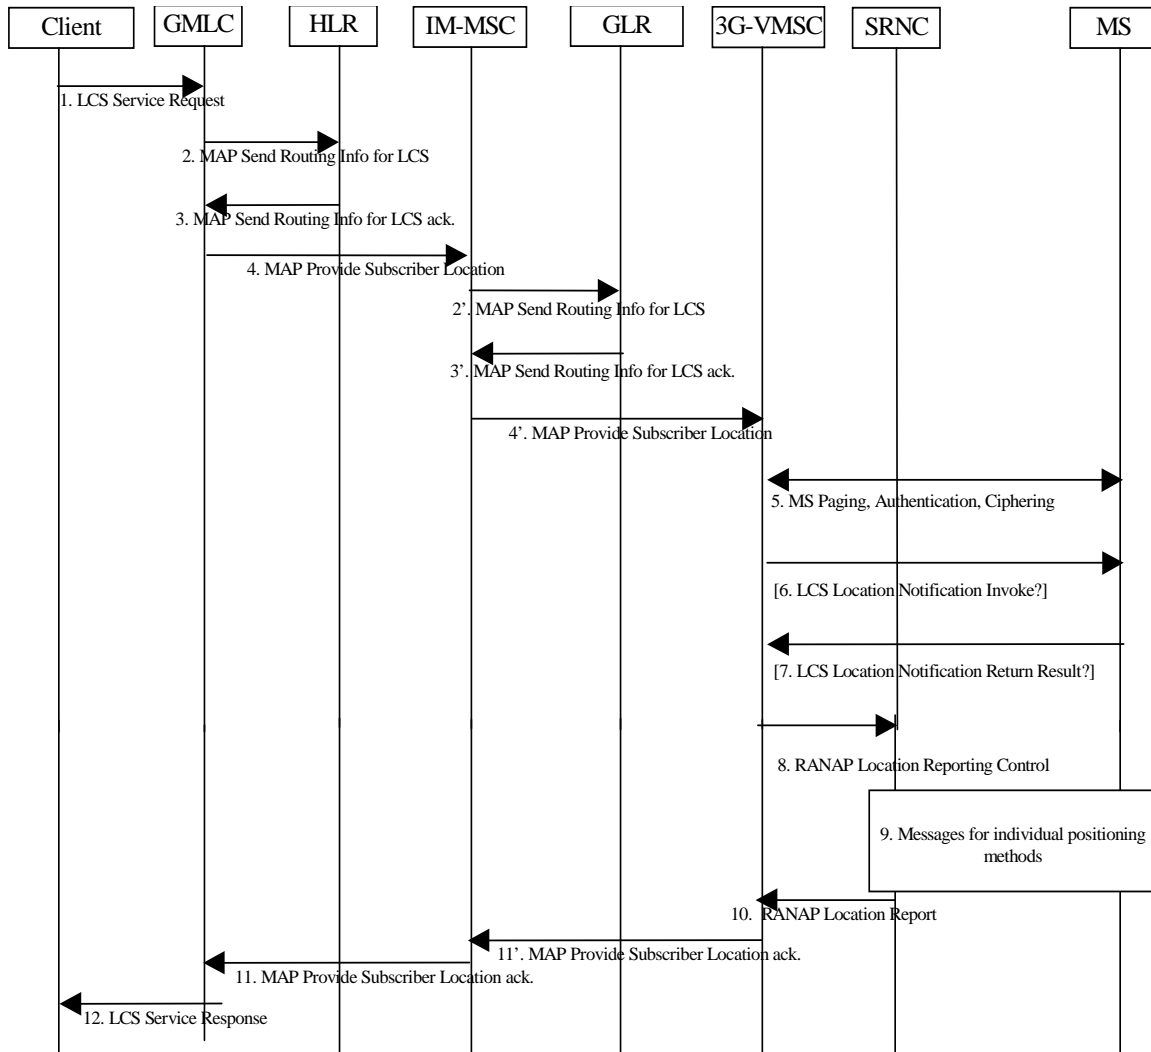 Client GMLC HLR IM-MSC GLR 3G-VMSC SRNC MS
1. LCS Service Request
2. MAP Send Routing Info for LCS
3. MAP Send Routing Info for LCS ack.
4. MAP Provide Subscriber Location
2’. MAP Send Routing Info for LCS
3’. MAP Send Routing Info for LCS ack.
4’. MAP Provide Subscriber Location
5. MS Paging, Authentication, Ciphering
[6. LCS Location Notification Invoke?]
[7. LCS Location Notification Return Result?]
8. RANAP Location Reporting Control
9. Messages for individual positioning
methods
10. RANAP Location Report
11’. MAP Provide Subscriber Location ack.
11. MAP Provide Subscriber Location ack.
12. LCS Service Response